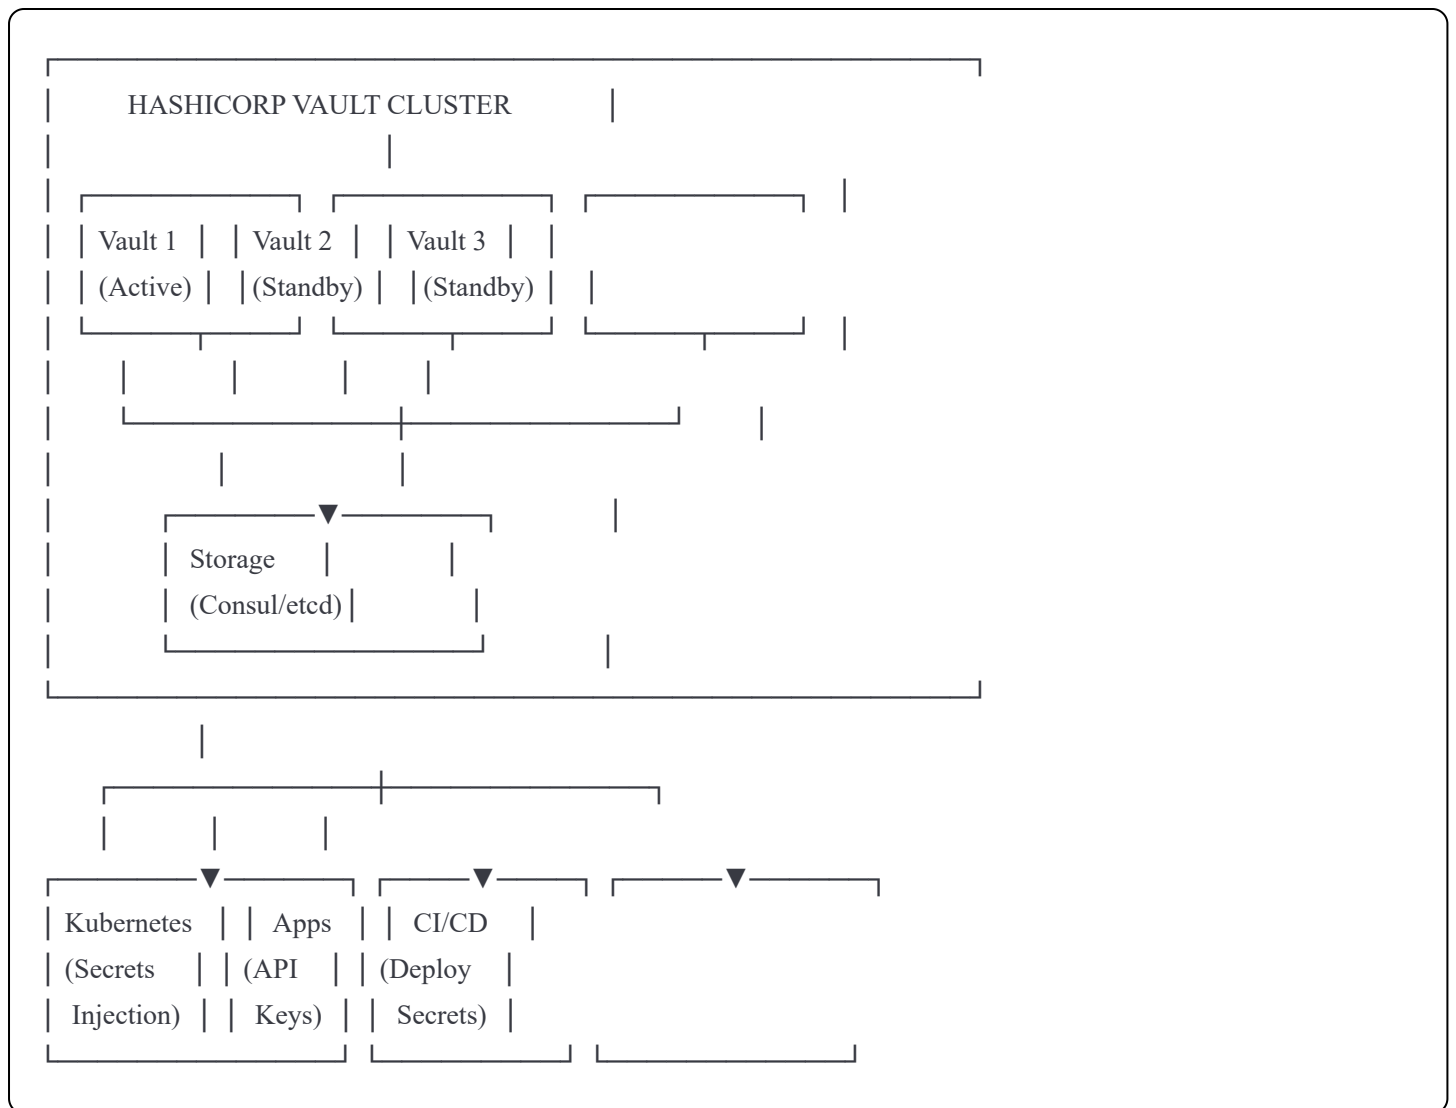 HASHICORP VAULT CLUSTER
Vault 1 Vault 2 Vault 3
(Active) (Standby) (Standby)
Storage
(Consul/etcd)
Kubernetes Apps CI/CD
(Secrets (API (Deploy
Injection) Keys) Secrets)